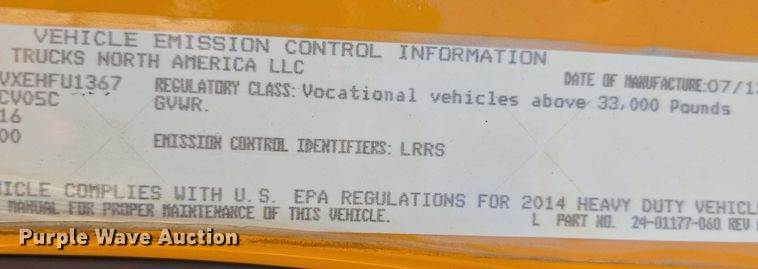 VEHICLE EMISSION CONTROL INFORMATION
TRUCKS NORTH AMERICA LLC
DATE OF MANUFACTURE:07/1
VXEHFU1367
REGULATORY CLASS: Vocational vehicles above 33,000 Pounds
CV05C
GVWR.
16
00
EMISSION CONTROL IDENTIFIERS: LRRS
ICLE COMPLIES WITH U.S. EPA REGULATIONS FOR 2014 HEAVY DUTY VEHICL
MANUAL FOR PROPER MAINTENANCE OF THIS VEHICLE.
L PART NO. 24-01177-060 REV
Purple Wave Auction